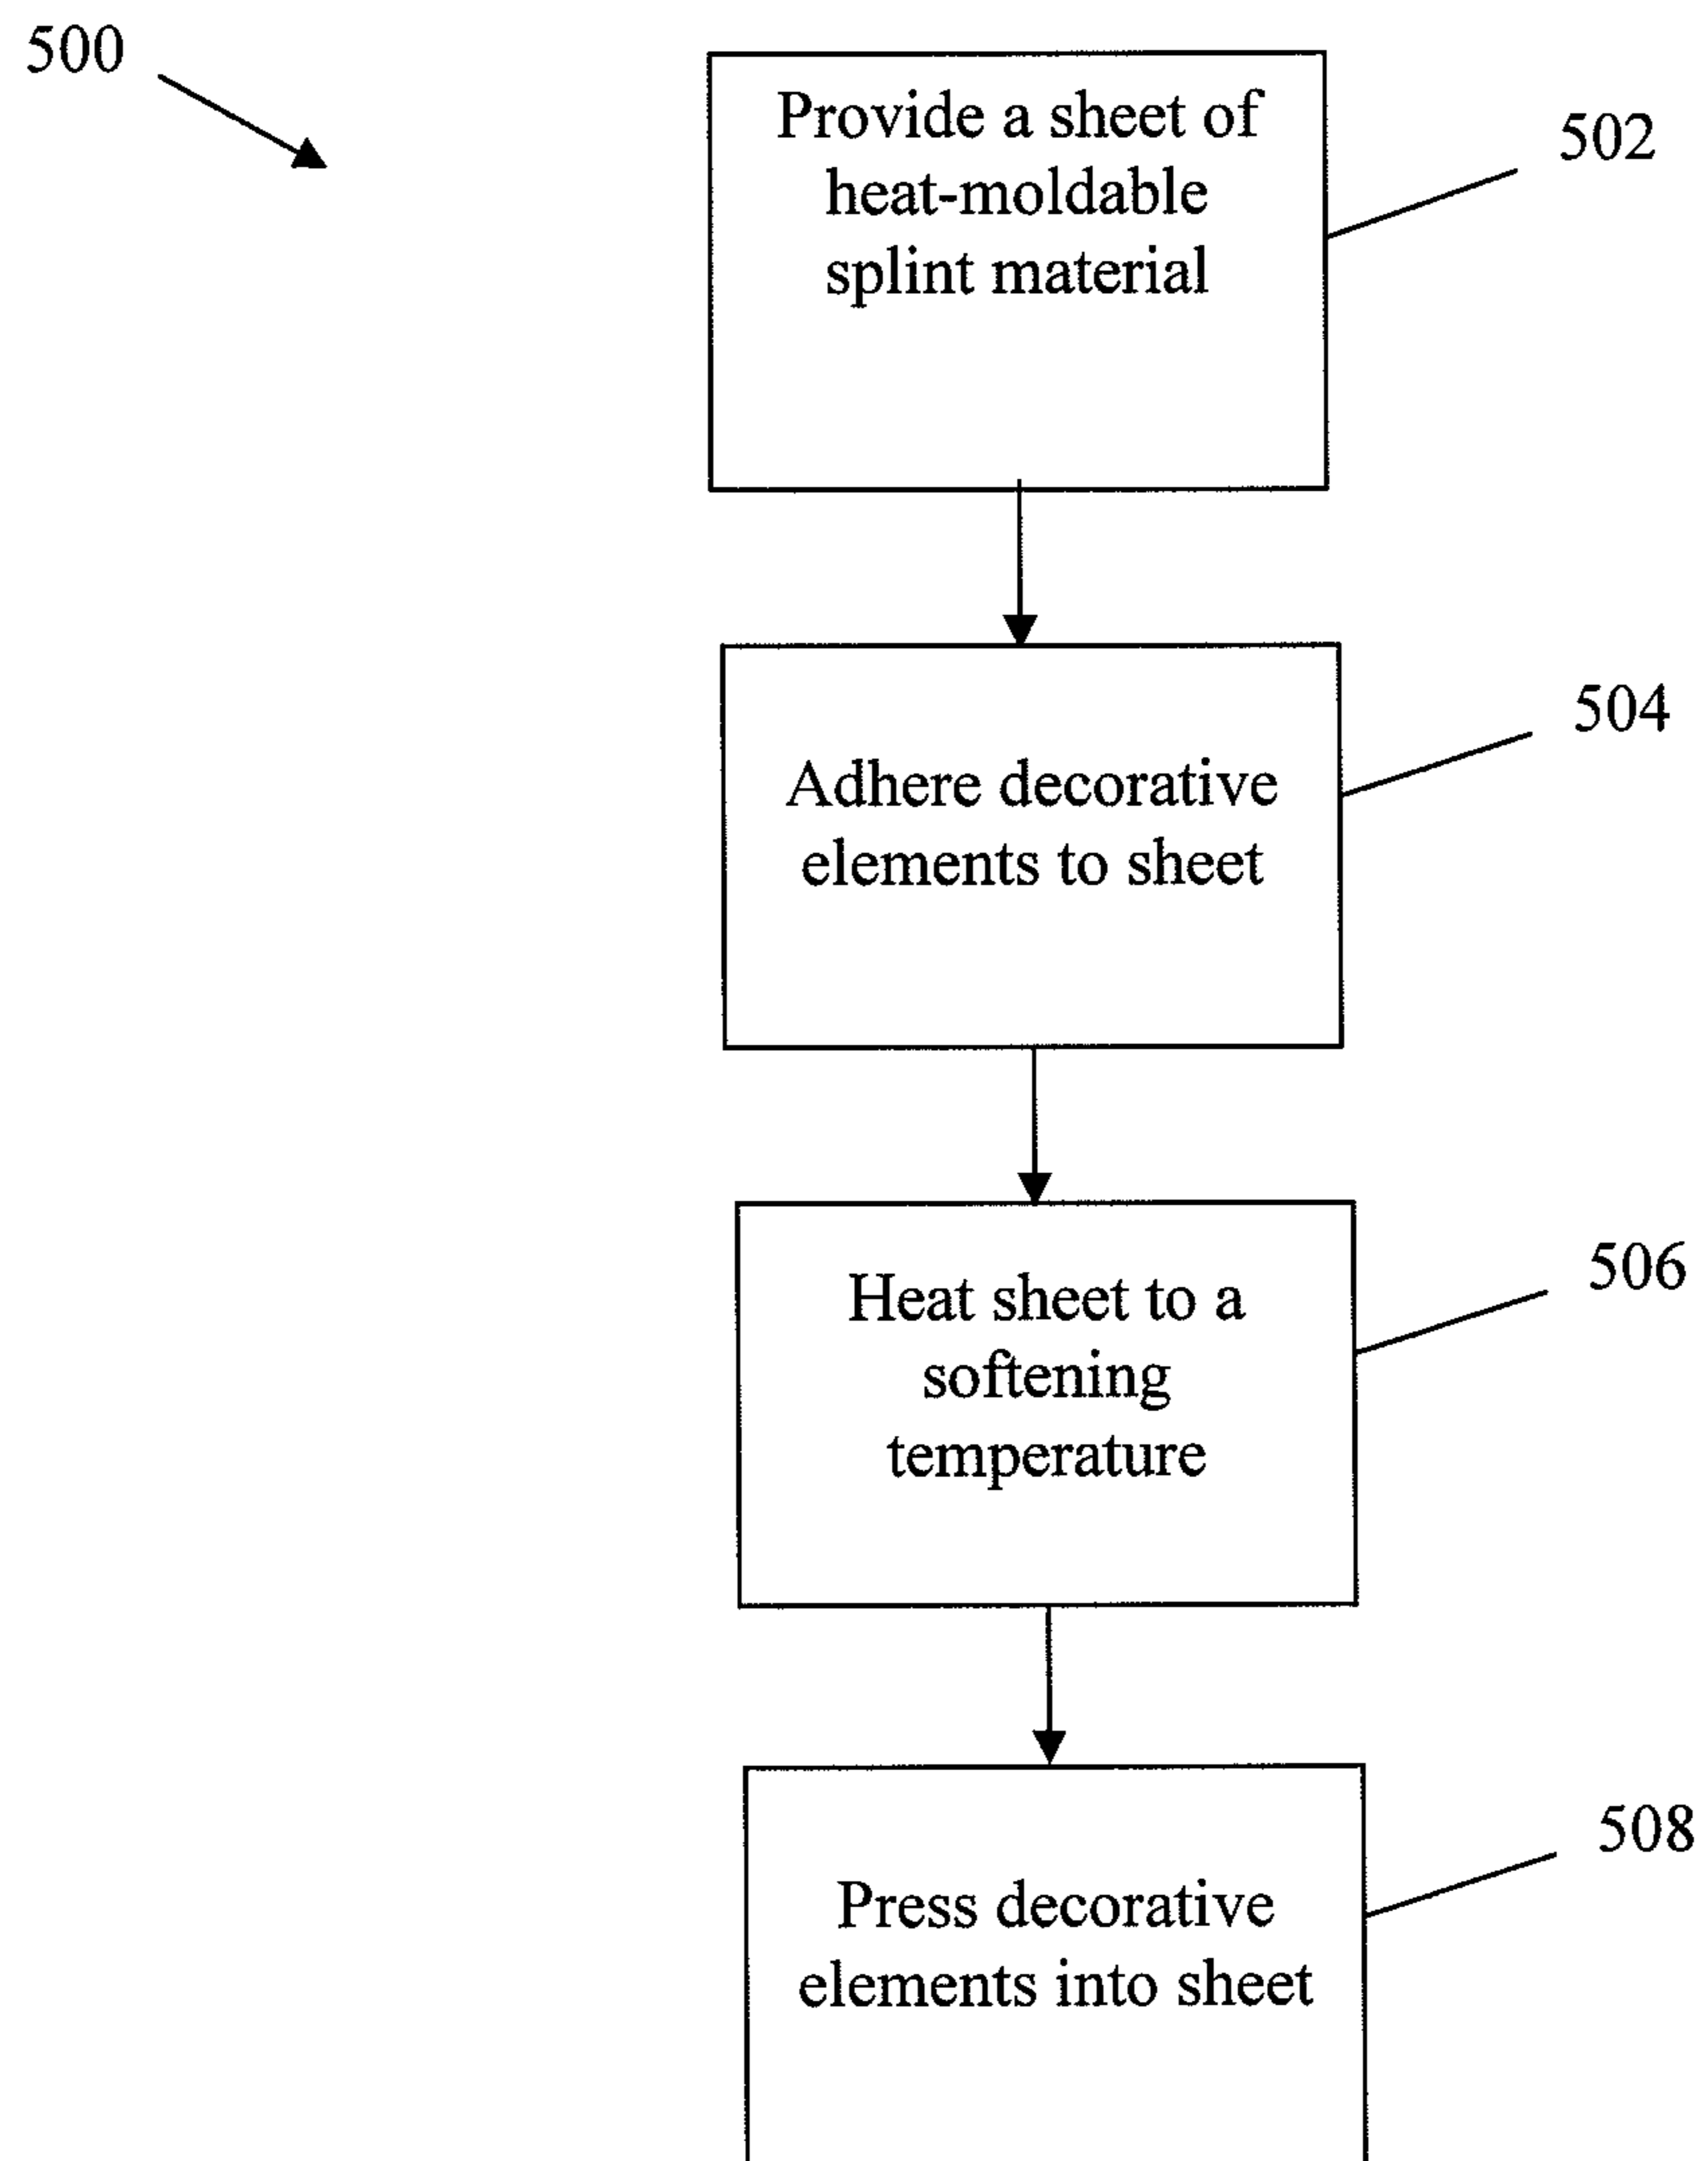 500
Provide a sheet of
heat-moldable
splint material
502
Adhere decorative
elements to sheet
504
Heat sheet to a
softening
temperature
506
Press decorative
elements into sheet
508